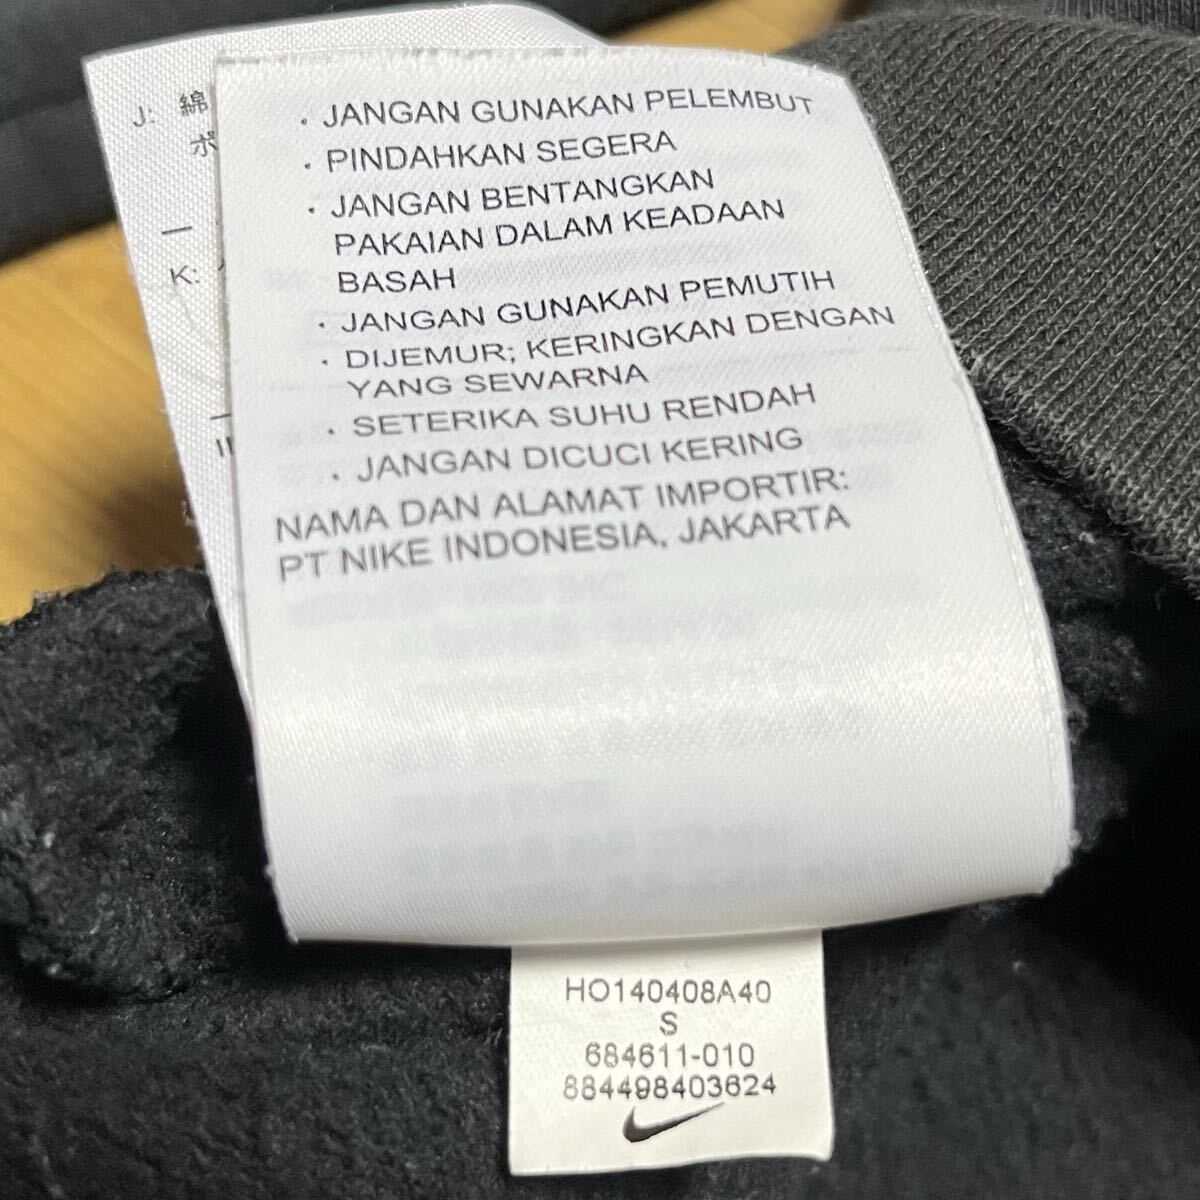 J: 綿
ポ
K:
· JANGAN GUNAKAN PELEMBUT
· PINDAHKAN SEGERA
· JANGAN BENTANGKAN
PAKAIAN DALAM KEADAAN
BASAH
· JANGAN GUNAKAN PEMUTIH
· DIJEMUR; KERINGKAN DENGAN
YANG SEWARNA
· SETERIKA SUHU RENDAH
· JANGAN DICUCI KERING
NAMA DAN ALAMAT IMPORTIR:
PT NIKE INDONESIA, JAKARTA
HO140408A40
S
684611-010
884498403624